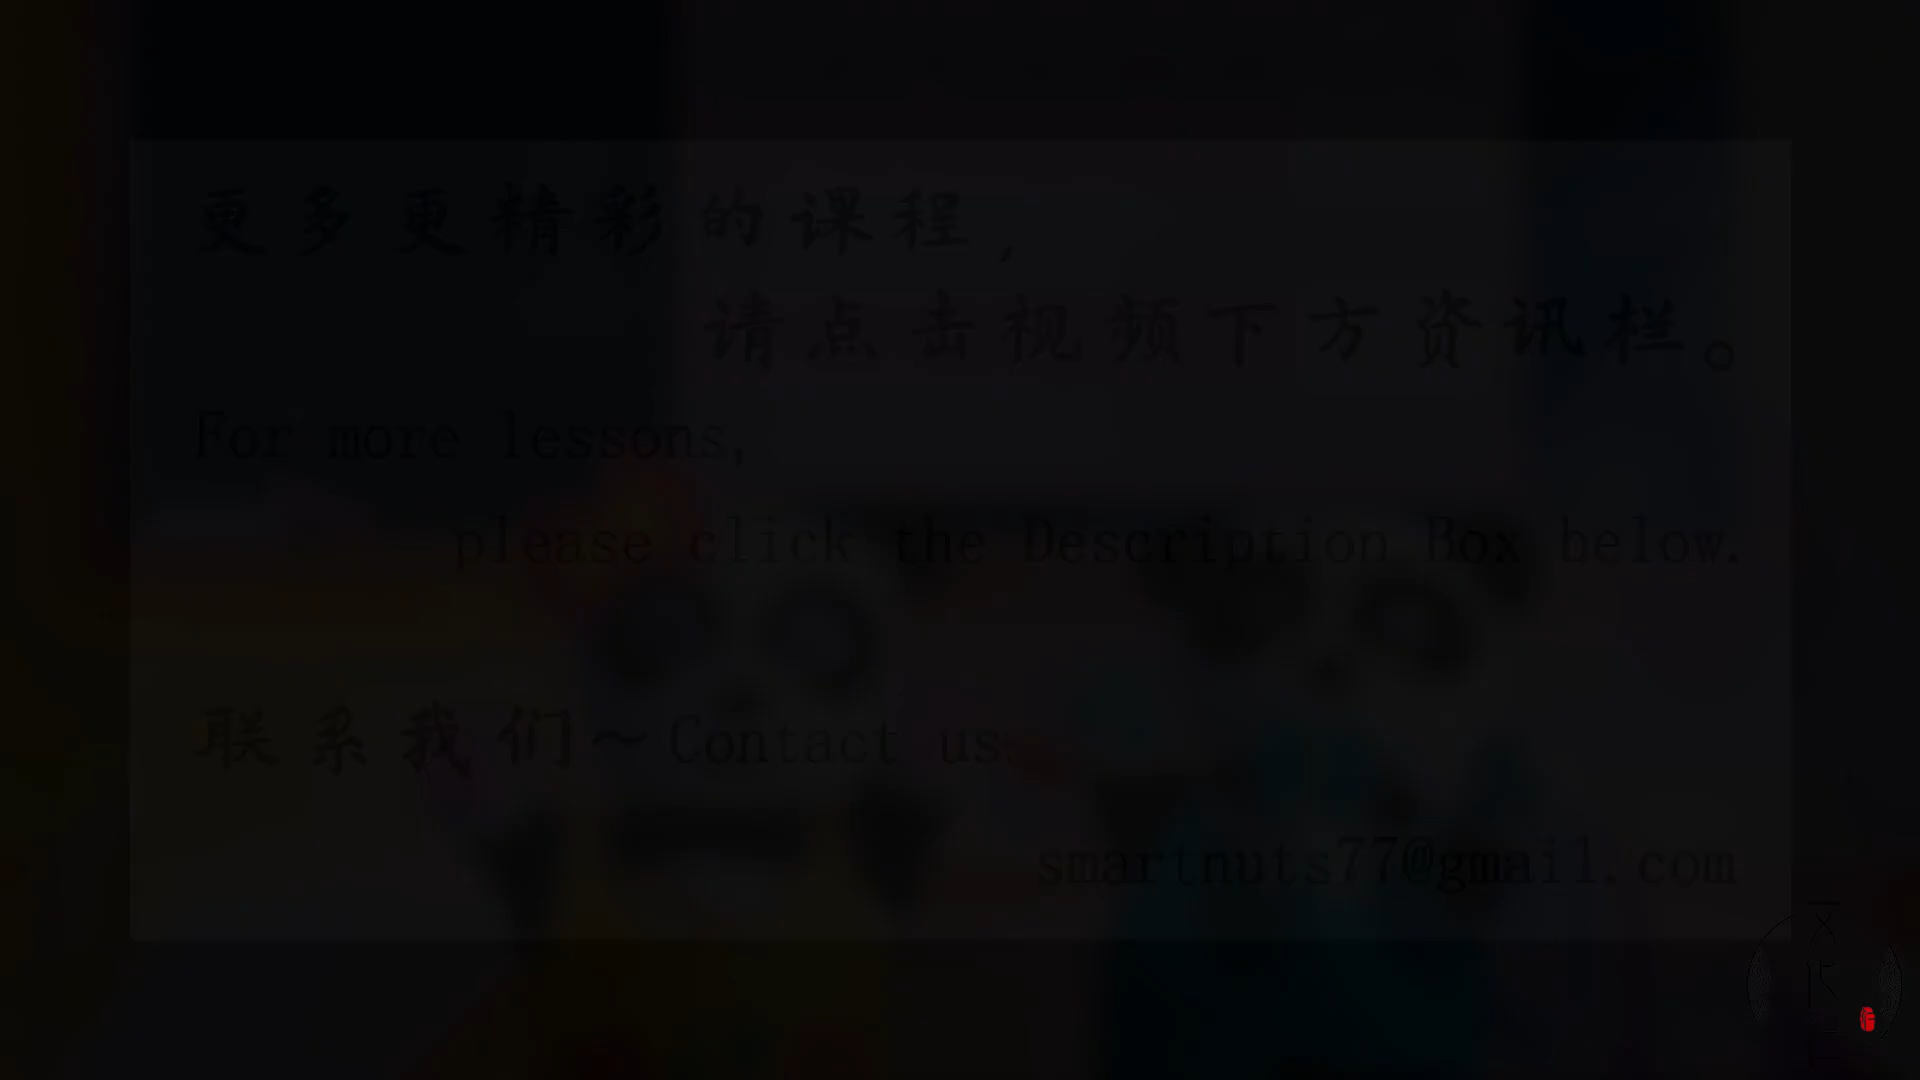 更多更精彩的课程，
请点击视频下方资讯栏。
For more lessons,
please click the Description Box below.
联系我们~Contact us:
smartnuts77@gmail.com